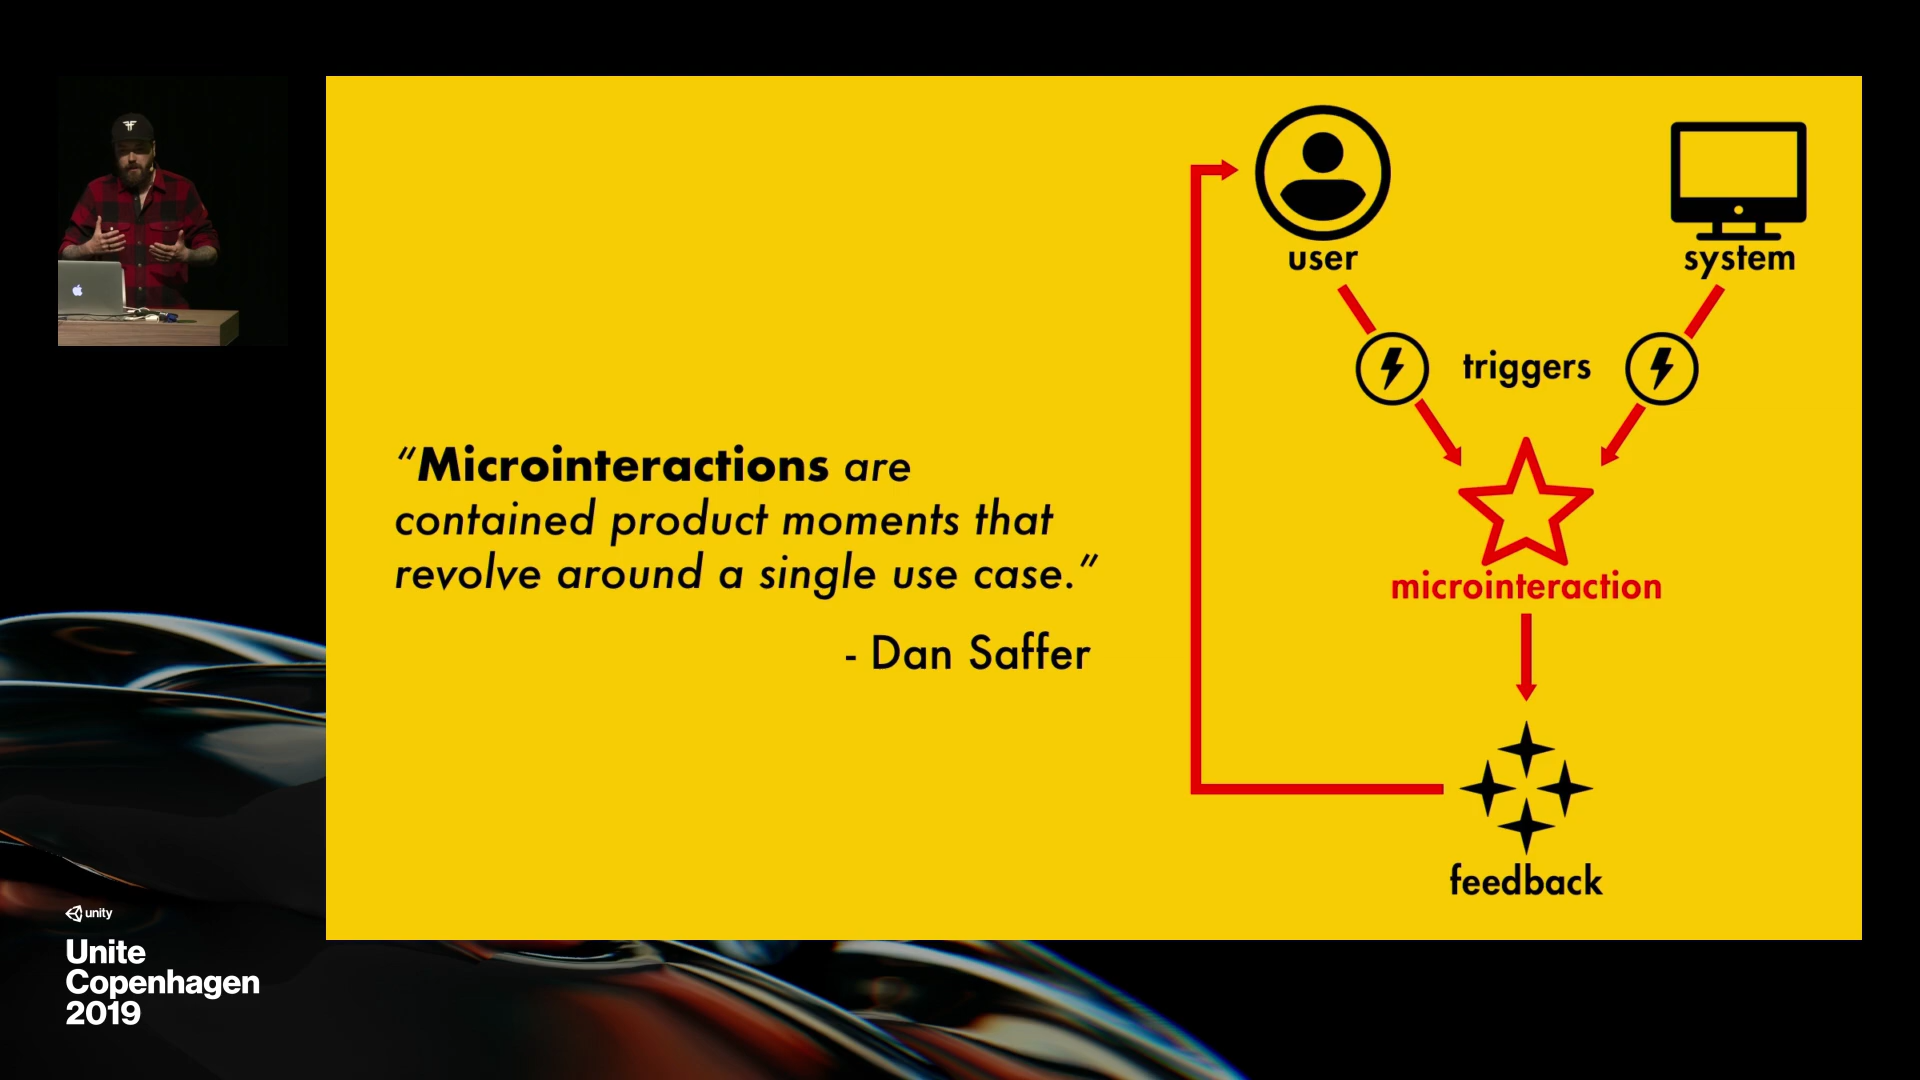 “Microinteractions are
contained product moments that
revolve around a single use case.”
- Dan Saffer
user
system
triggers
microinteraction
feedback
unity
Unite
Copenhagen
2019